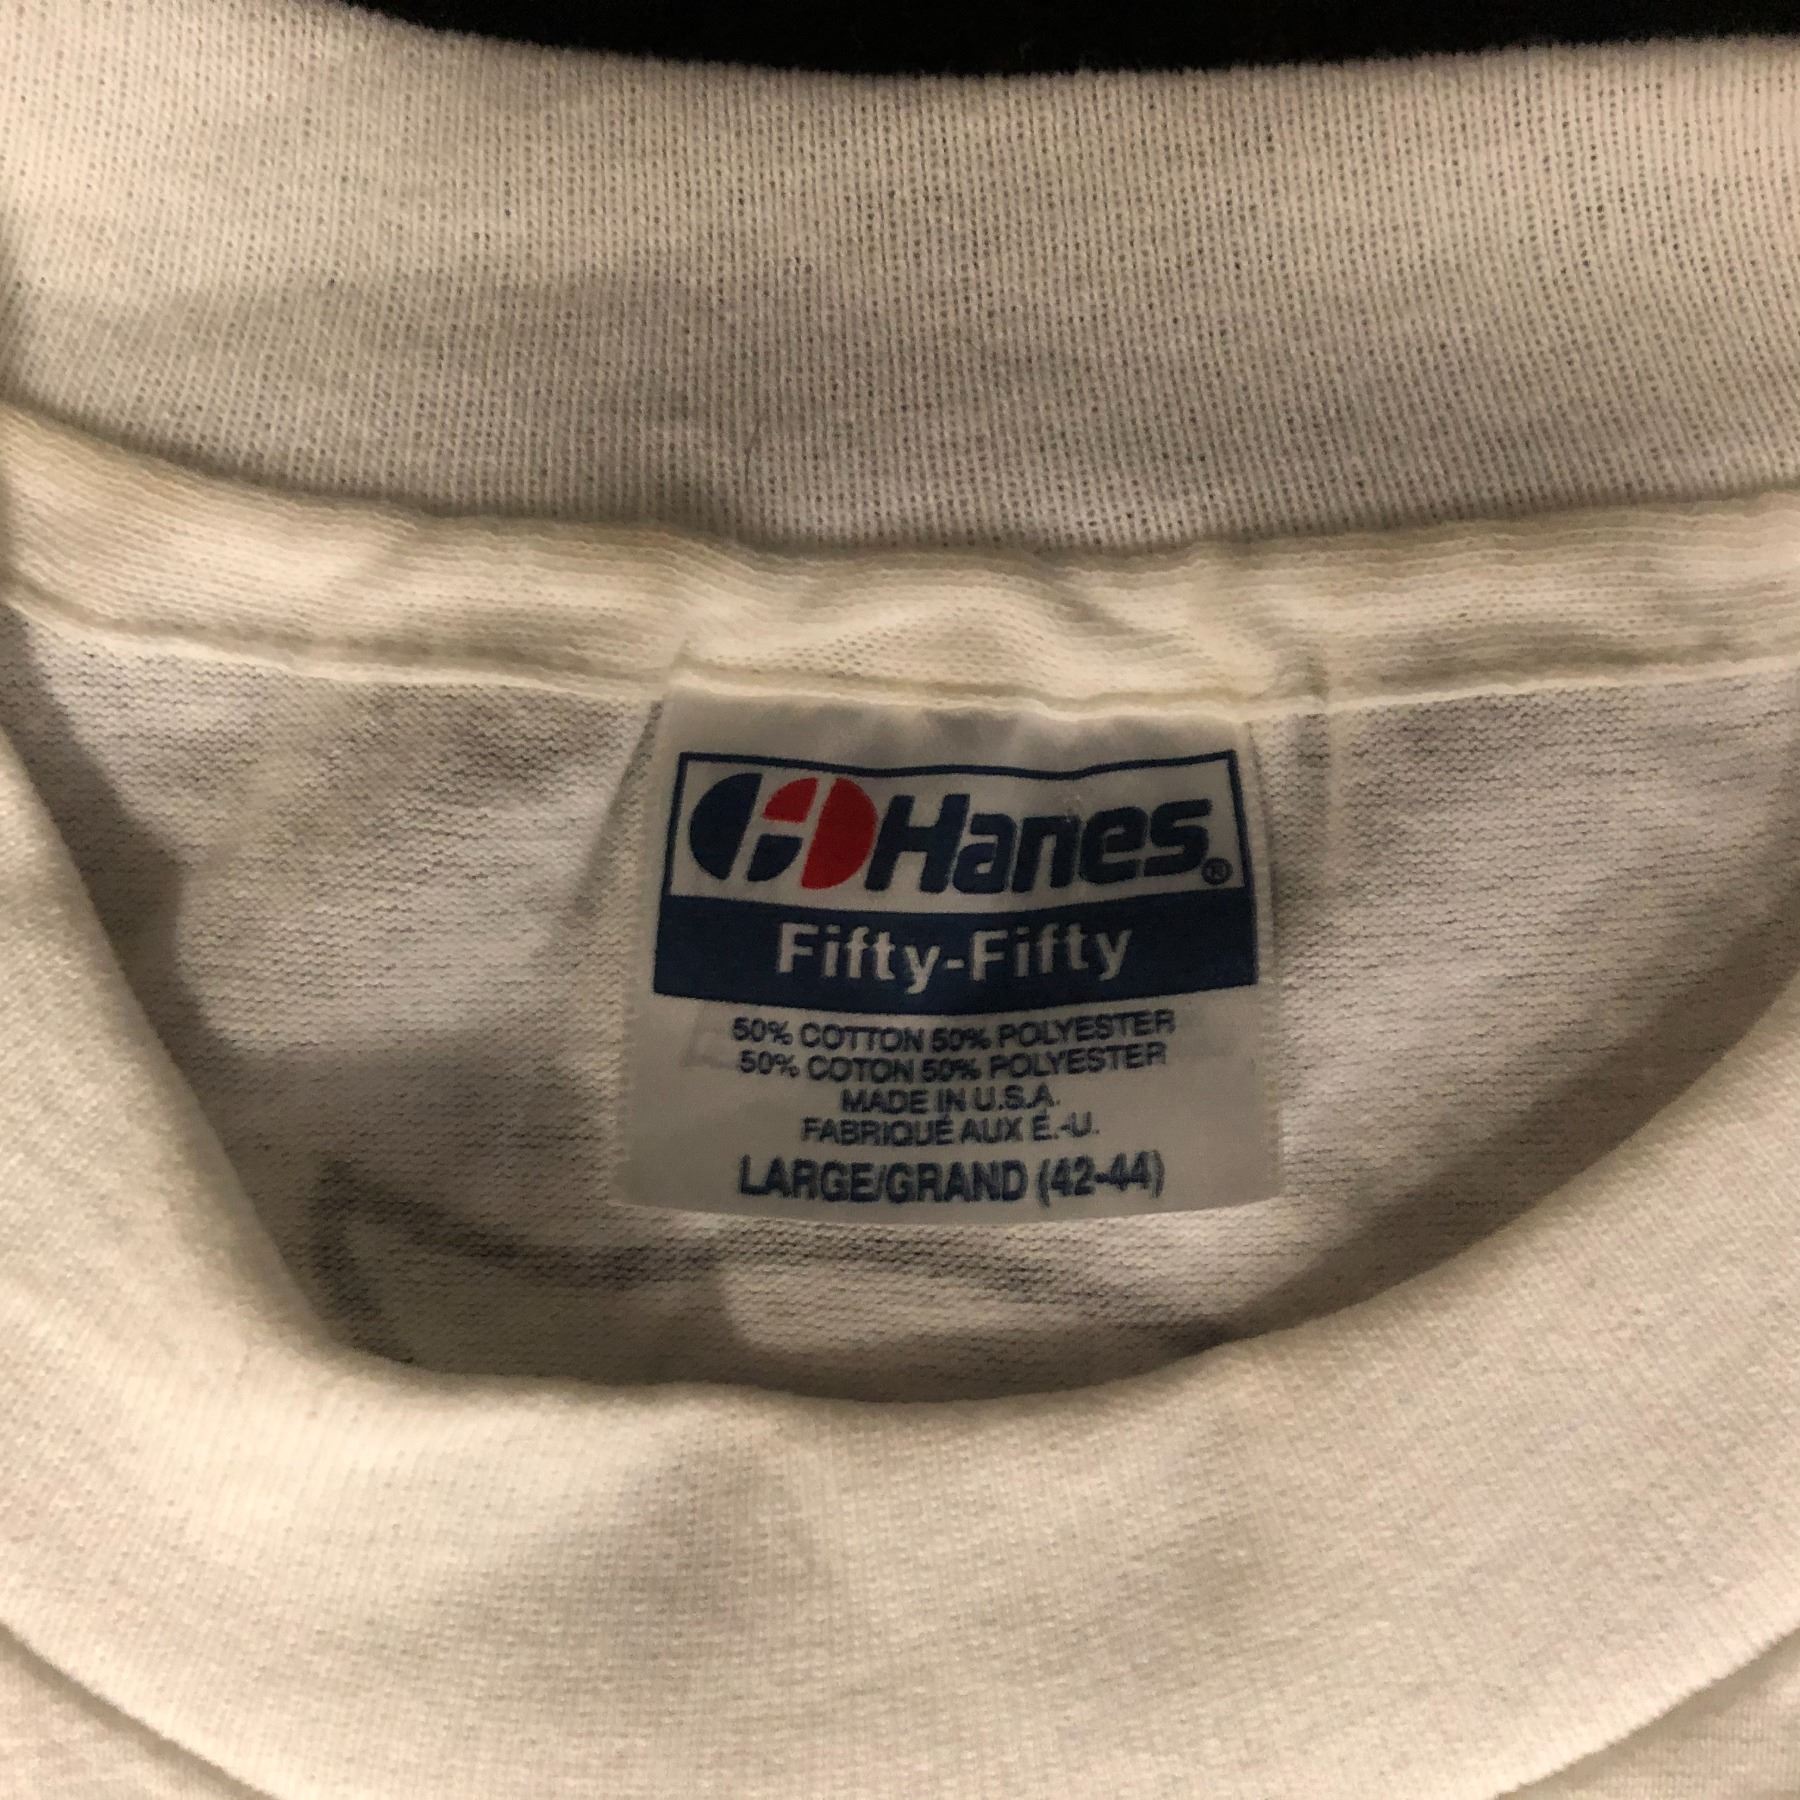 Hanes®
Fifty-Fifty
50% COTTON 50% POLYESTER
50% COTON 50% POLYESTER
MADE IN U.S.A.
FABRIQUÉ AUX É.-U.
LARGE/GRAND (42-44)